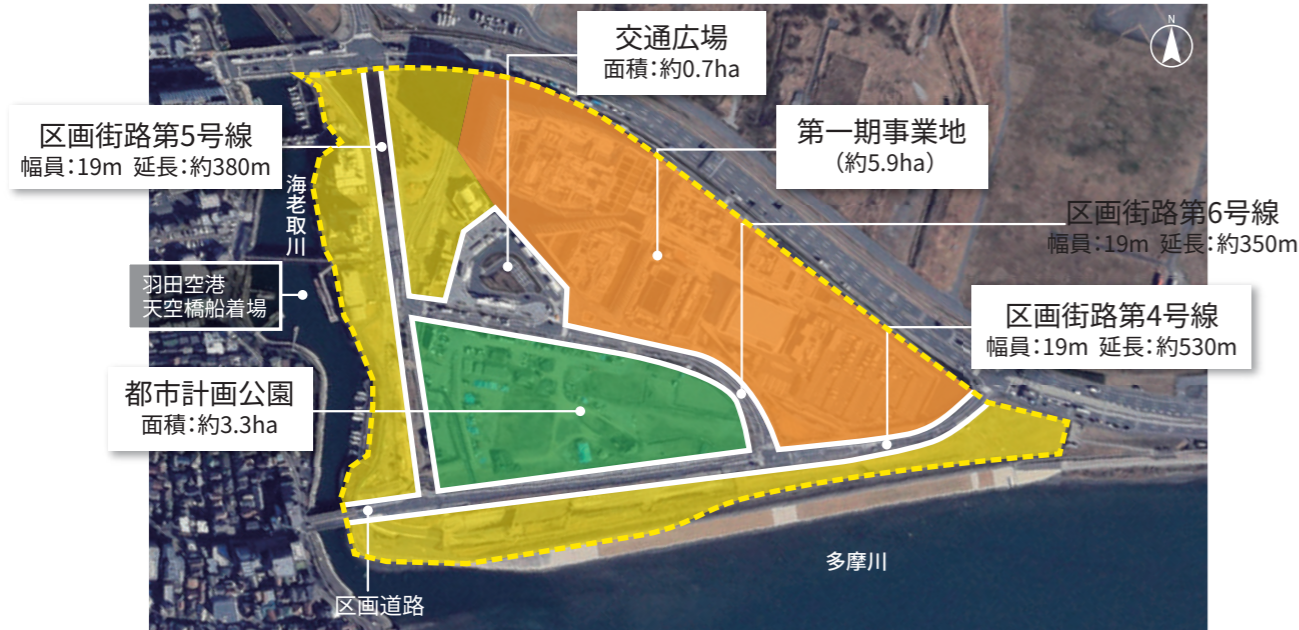 N
交通広場
面積：約0.7ha
区画街路第5号線
幅員：19m 延長：約380m
第一期事業地
（約5.9ha）
海老取川
区画街路第6号線
幅員：19m 延長：約350m
羽田空港
天空橋船着場
区画街路第4号線
幅員：19m 延長：約530m
都市計画公園
面積：約3.3ha
多摩川
区画道路